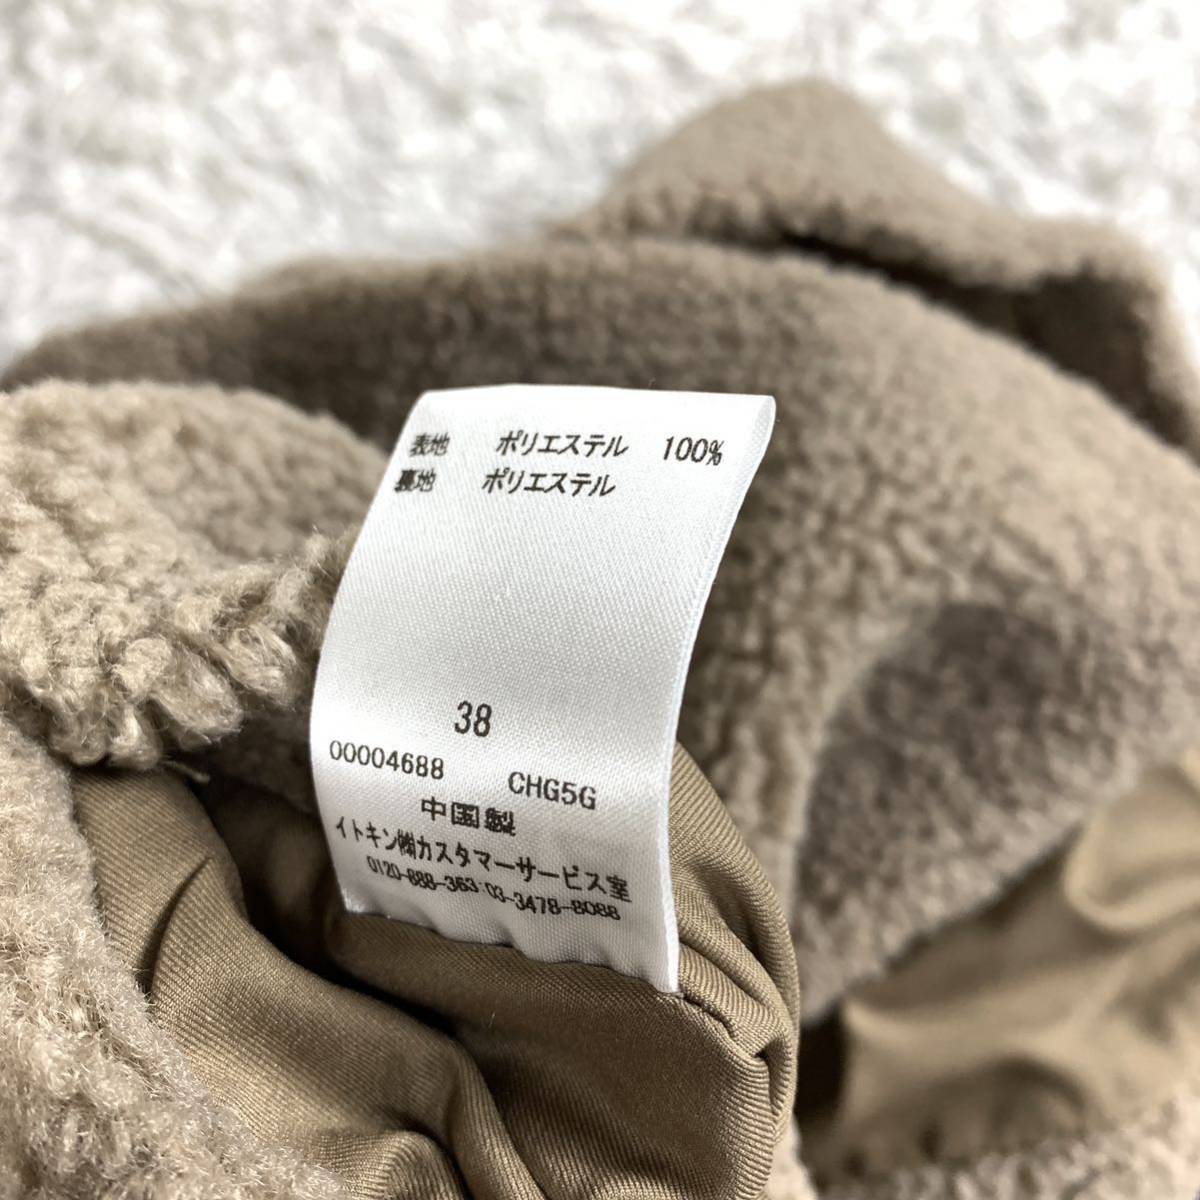 表地 ポリエステル 100%
裏地 ポリエステル
38
00004688 CHG5G
中国製
イトキン㈱カスタマーサービス室
0120-888-363・03-3478-8088